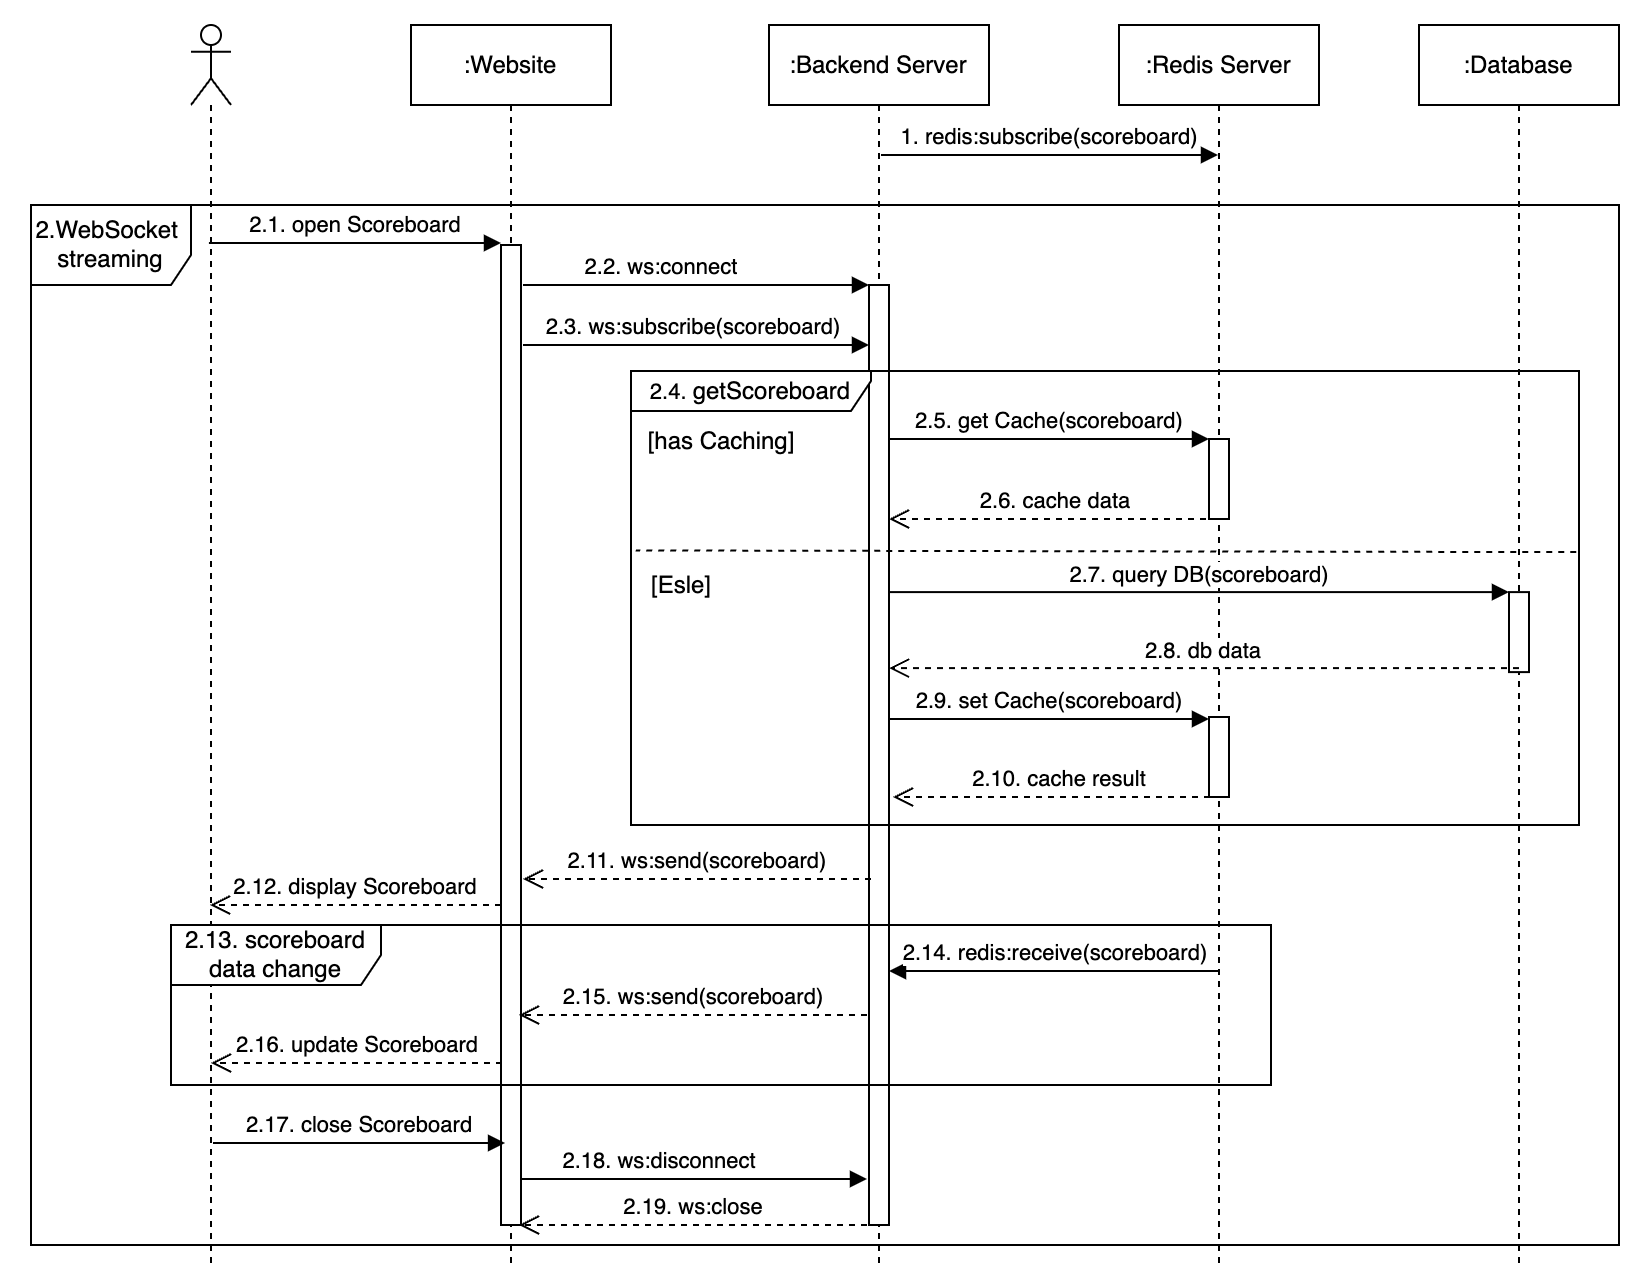 :Website
:Backend Server
:Redis Server
:Database
1. redis:subscribe(scoreboard)
2.WebSocket
streaming
2.1. open Scoreboard
2.2. ws:connect
2.3. ws:subscribe(scoreboard)
2.4. getScoreboard
[has Caching]
2.5. get Cache(scoreboard)
2.6. cache data
[Esle]
2.7. query DB(scoreboard)
2.8. db data
2.9. set Cache(scoreboard)
2.10. cache result
2.11. ws:send(scoreboard)
2.12. display Scoreboard
2.13. scoreboard
data change
2.14. redis:receive(scoreboard)
2.15. ws:send(scoreboard)
2.16. update Scoreboard
2.17. close Scoreboard
2.18. ws:disconnect
2.19. ws:close